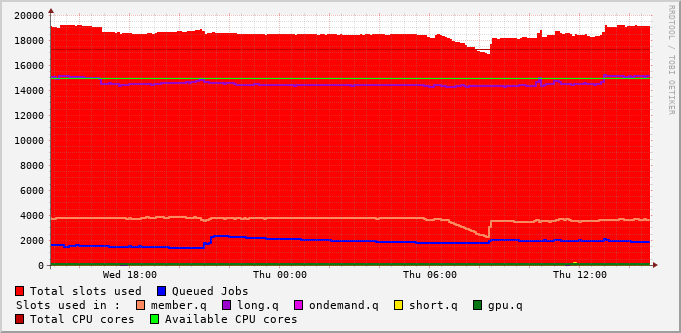 20000
18000
16000
14000
12000
10000
8000
6000
4000
2000
0
Wed 18:00 Thu 00:00 Thu 06:00 Thu 12:00
RRDTOOL / TOBI OETIKER
Total slots used Queued Jobs
Slots used in : member.q long.q ondemand.q short.q gpu.q
Total CPU cores Available CPU cores